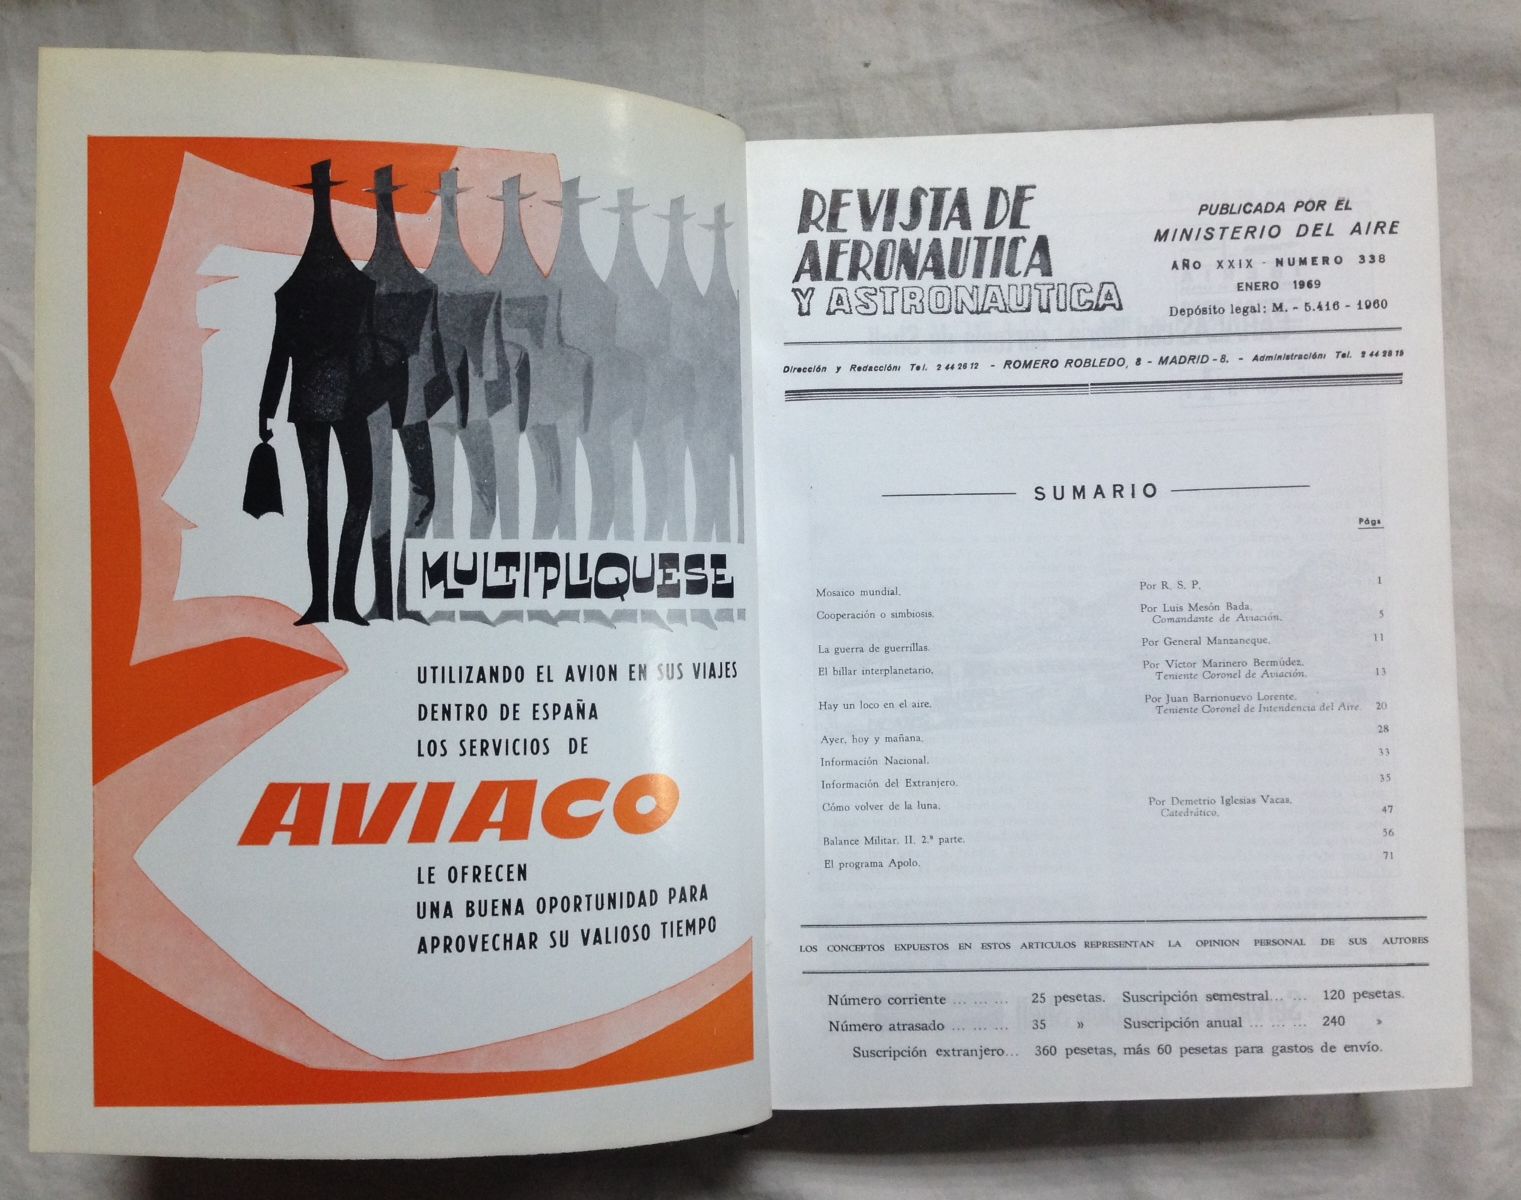 MULTIPLIQUESE
UTILIZANDO EL AVION EN SUS VIAJES
DENTRO DE ESPAÑA
LOS SERVICIOS DE
AVIACO
LE OFRECEN
UNA BUENA OPORTUNIDAD PARA
APROVECHAR SU VALIOSO TIEMPO
REVISTA DE
AERONAUTICA
Y ASTRONAUTICA
PUBLICADA POR EL
MINISTERIO DEL AIRE
AÑO XXIX - NUMERO 338
ENERO 1969
Depósito legal: M. - 5.416 - 1960
Dirección y Redacción: Tel. 2 44 26 12 - ROMERO ROBLEDO, 8 - MADRID - 8. - Administración: Tel. 2 44 28 19
SUMARIO
Págs
Mosaico mundial. Por R. S. P. 1
Cooperación o simbiosis. Por Luis Mesón Bada. 5
Comandante de Aviación.
La guerra de guerrillas. Por General Manzaneque. 11
El billar interplanetario. Por Víctor Marinero Bermúdez. 13
Teniente Coronel de Aviación.
Hay un loco en el aire. Por Juan Barrionuevo Lorente. 20
Teniente Coronel de Intendencia del Aire.
Ayer, hoy y mañana. 28
Información Nacional. 33
Información del Extranjero. 35
Cómo volver de la luna. Por Demetrio Iglesias Vacas. 47
Catedrático.
Balance Militar. II. 2.ª parte. 56
El programa Apolo. 71
LOS CONCEPTOS EXPUESTOS EN ESTOS ARTICULOS REPRESENTAN LA OPINION PERSONAL DE SUS AUTORES
Número corriente ... ... ... 25 pesetas. Suscripción semestral... ... 120 pesetas.
Número atrasado ... ... ... 35 » Suscripción anual ... ... ... 240 »
Suscripción extranjero... 360 pesetas, más 60 pesetas para gastos de envío.